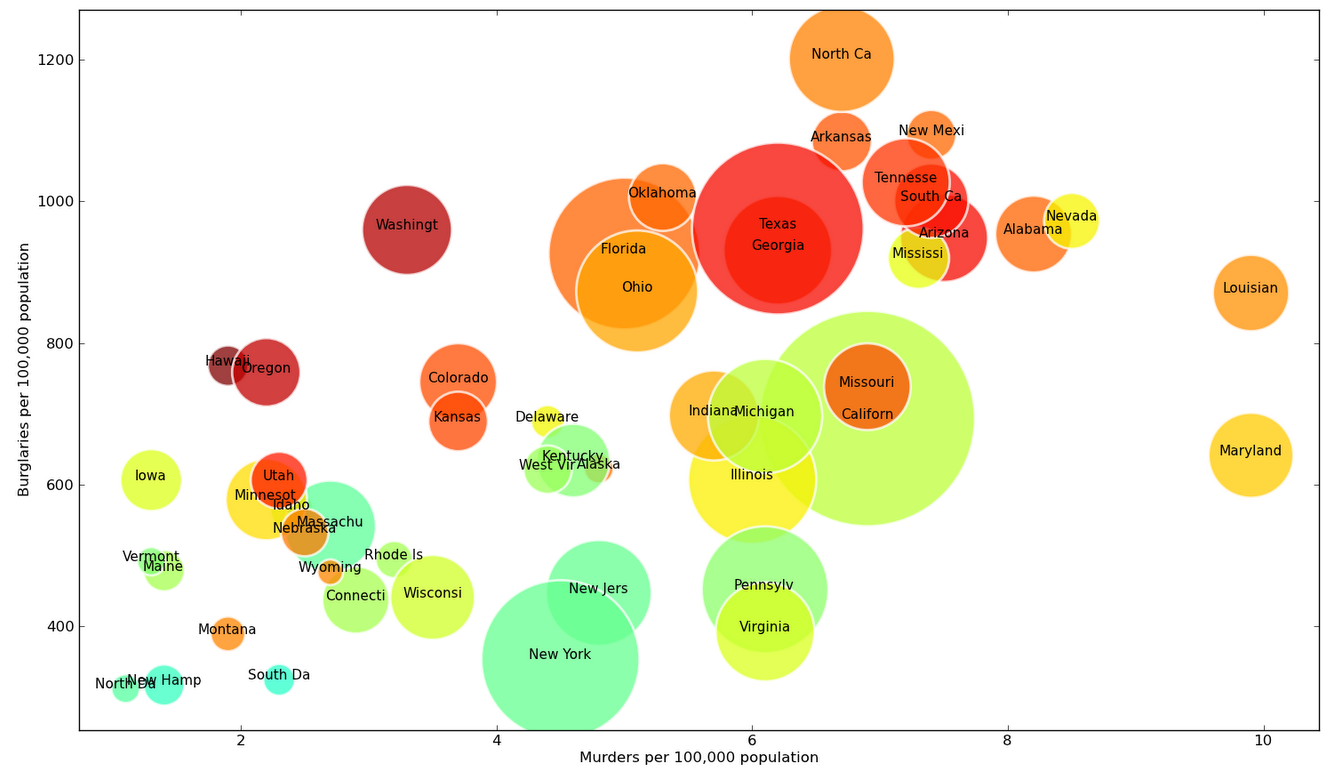 1200
1000
800
600
400
Burglaries per 100,000 population
North Ca
Arkansas
New Mexi
Tennesse
South Ca
Oklahoma
Texas
Georgia
Florida
Ohio
Arizona
Mississi
Alabama
Nevada
Louisian
Washingt
Hawaii
Oregon
Colorado
Kansas
Delaware
Kentucky
West Vir
Alaska
Indiana
Michigan
Missouri
Californ
Illinois
Maryland
Iowa
Utah
Minnesot
Idaho
Massachu
Nebraska
Vermont
Maine
Wyoming
Rhode Is
Connecti
Wisconsi
New Jers
New York
Pennsylv
Virginia
Montana
North Da
New Hamp
South Da
2
4
6
8
10
Murders per 100,000 population